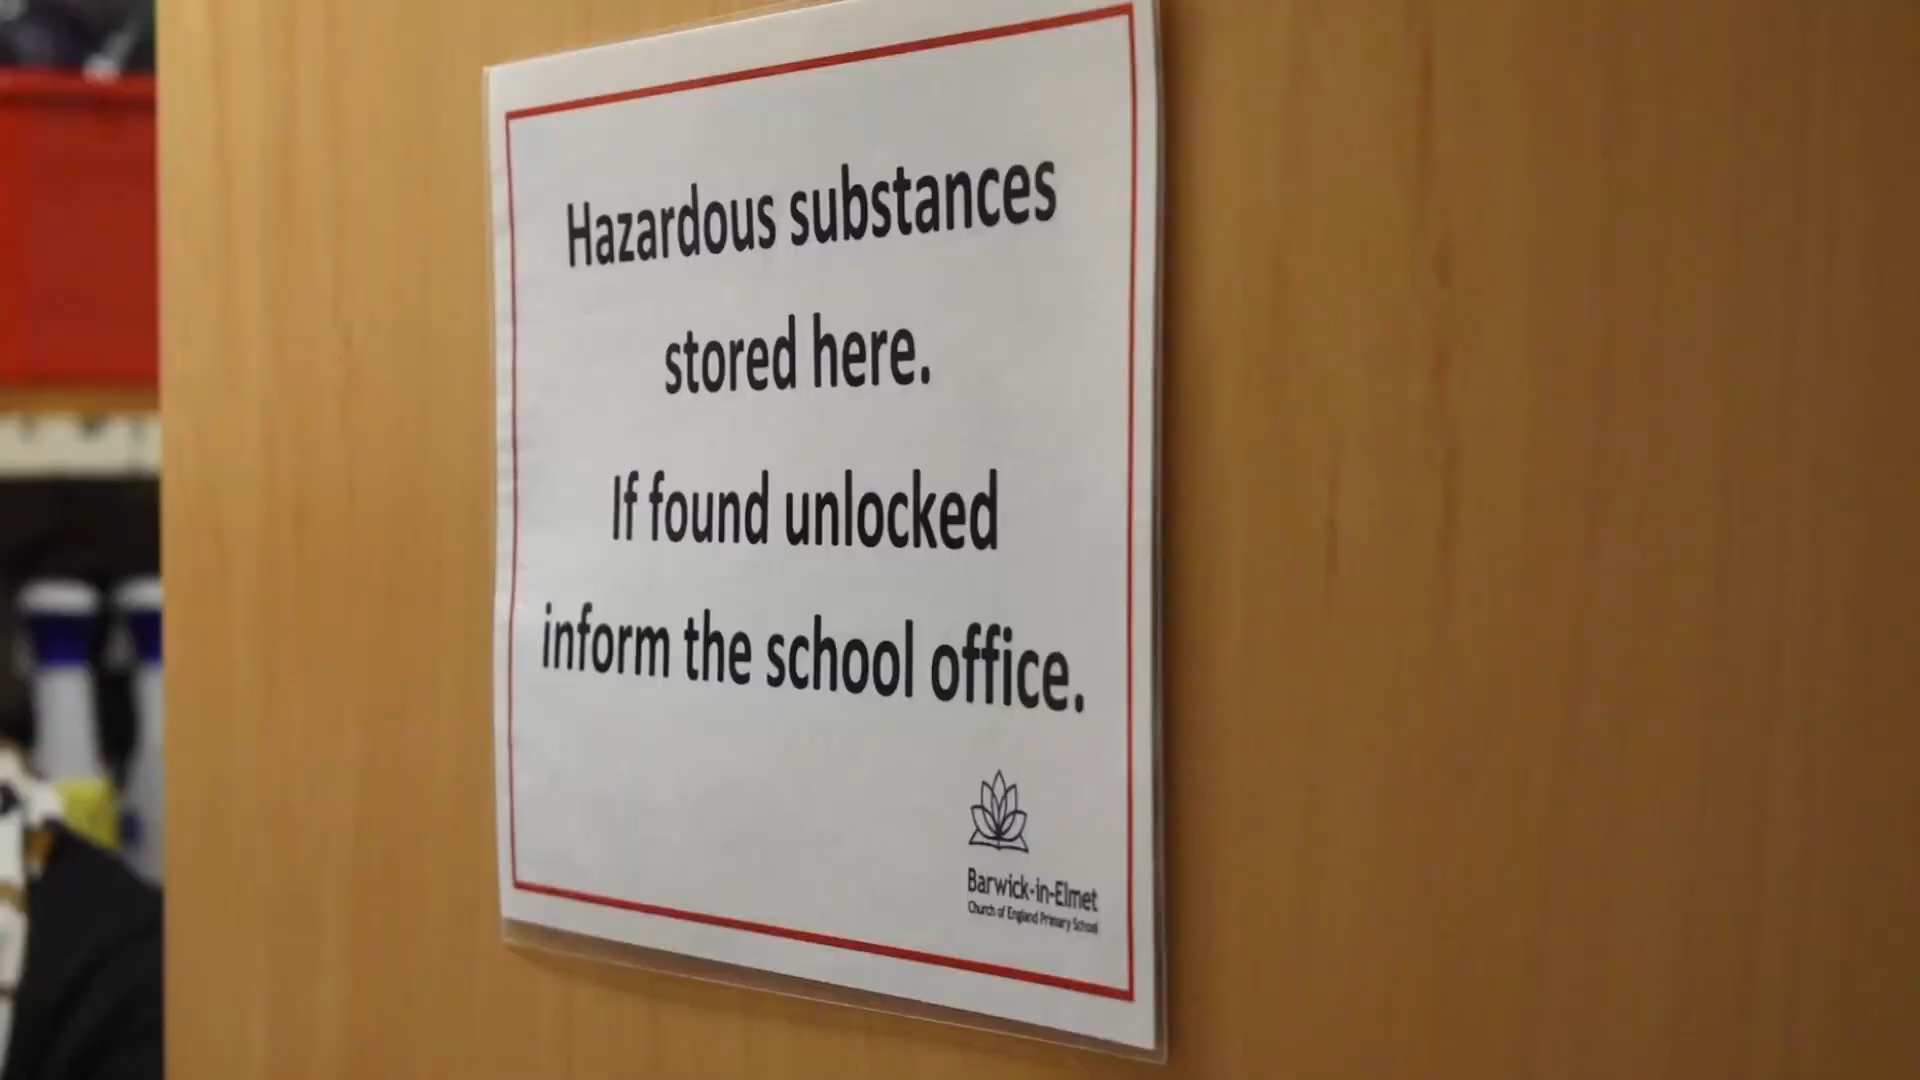 Hazardous substances
stored here.
If found unlocked
inform the school office.
Barwick-in-Elmet
Church of England Primary School